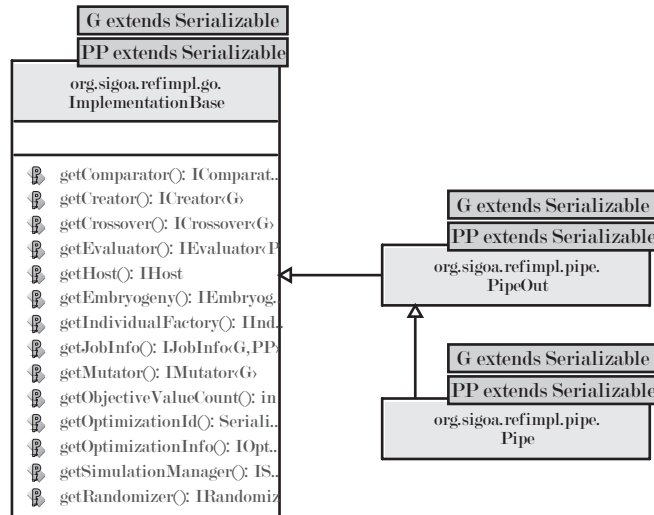 G extends Serializable
PP extends Serializable
org.sigoa.refimpl.go.
ImplementationBase
getComparator(): IComparat..
getCreator(): ICreator<G>
getCrossover(): ICrossover<G>
getEvaluator(): IEvaluator<P
getHost(): IHost
getEmbryogeny(): IEmbryog..
getIndividualFactory(): IInd..
getJobInfo(): IJobInfo<G,PP>
getMutator(): IMutator<G>
getObjectiveValueCount(): in
getOptimizationId(): Seriali..
getOptimizationInfo(): IOpt..
getSimulationManager(): IS..
getRandomizer(): IRandomiz
G extends Serializable
PP extends Serializable
org.sigoa.refimpl.pipe.
PipeOut
G extends Serializable
PP extends Serializable
org.sigoa.refimpl.pipe.
Pipe